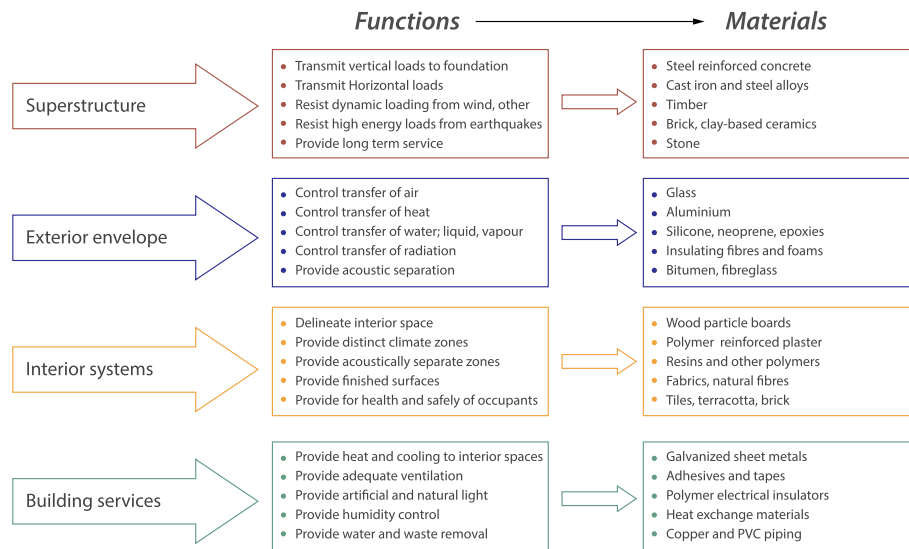 Functions
Materials
Superstructure
Transmit vertical loads to foundation
Transmit Horizontal loads
Resist dynamic loading from wind, other
Resist high energy loads from earthquakes
Provide long term service
Steel reinforced concrete
Cast iron and steel alloys
Timber
Brick, clay-based ceramics
Stone
Exterior envelope
Control transfer of air
Control transfer of heat
Control transfer of water; liquid, vapour
Control transfer of radiation
Provide acoustic separation
Glass
Aluminium
Silicone, neoprene, epoxies
Insulating fibres and foams
Bitumen, fibreglass
Interior systems
Delineate interior space
Provide distinct climate zones
Provide acoustically separate zones
Provide finished surfaces
Provide for health and safely of occupants
Wood particle boards
Polymer reinforced plaster
Resins and other polymers
Fabrics, natural fibres
Tiles, terracotta, brick
Building services
Provide heat and cooling to interior spaces
Provide adequate ventilation
Provide artificial and natural light
Provide humidity control
Provide water and waste removal
Galvanized sheet metals
Adhesives and tapes
Polymer electrical insulators
Heat exchange materials
Copper and PVC piping